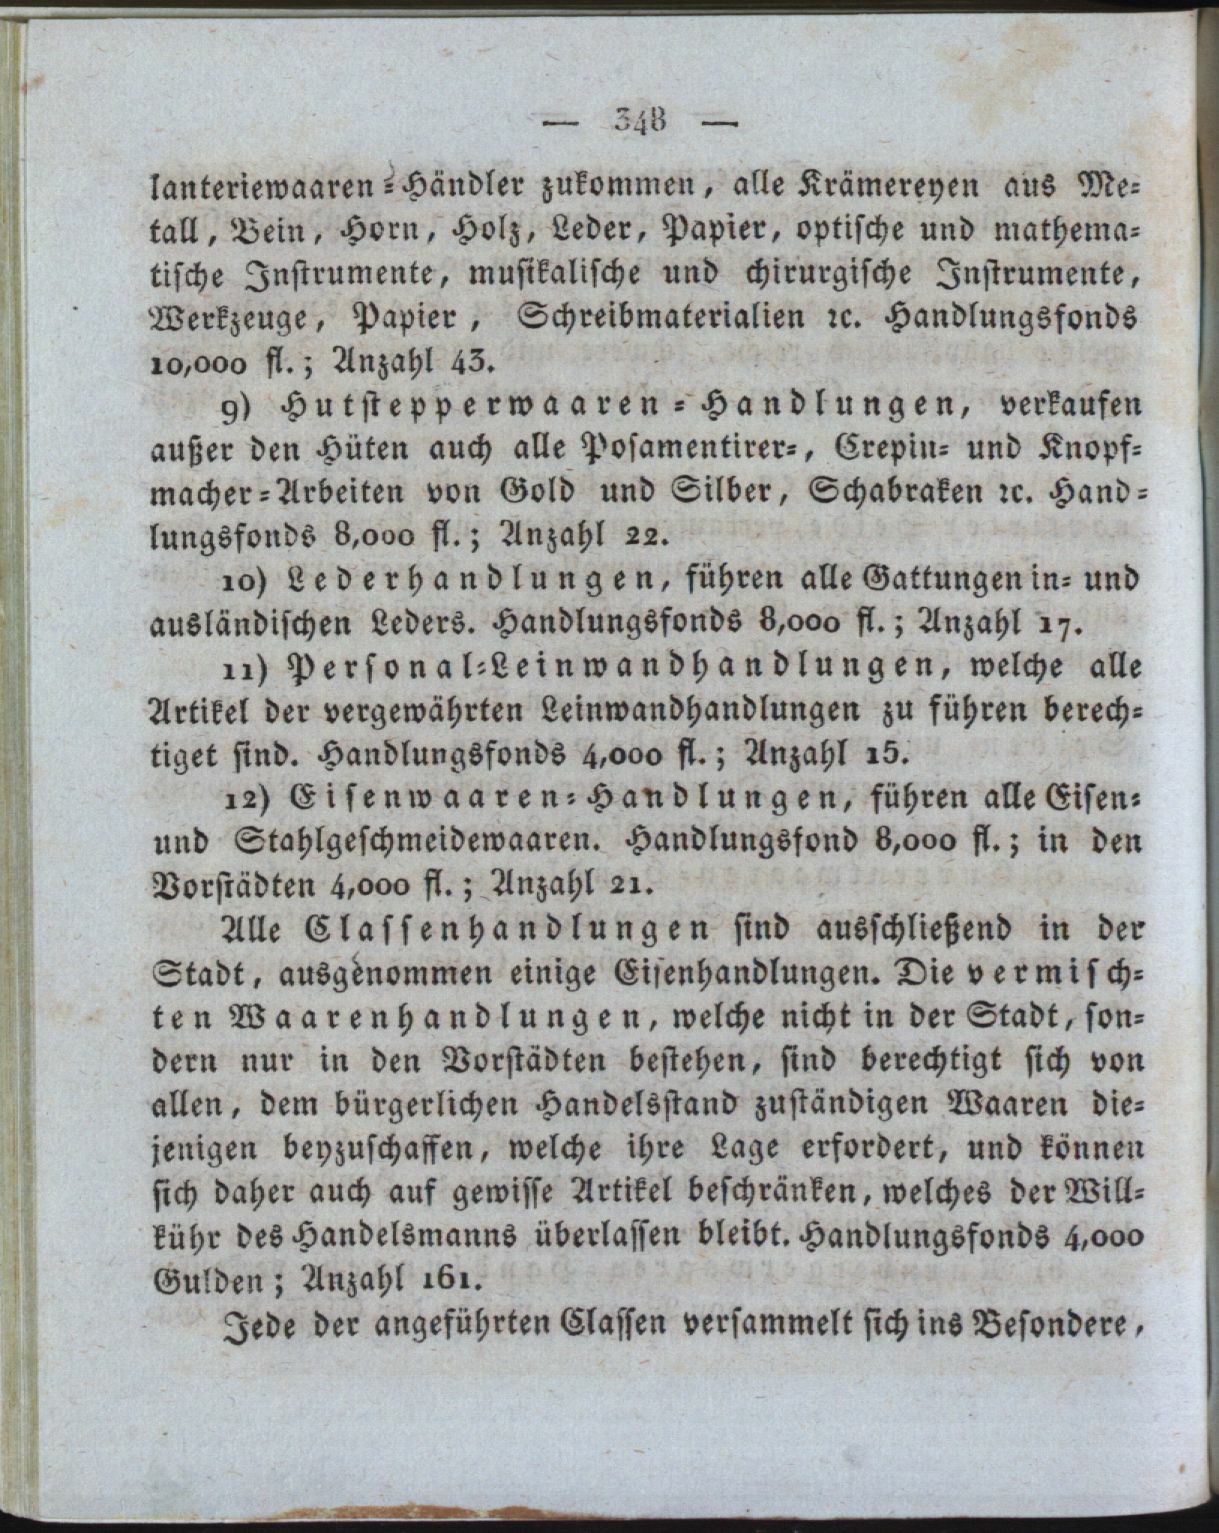 — 348 —
lanteriewaaren-Händler zukommen, alle Krämereyen aus Me-
tall, Bein, Horn, Holz, Leder, Papier, optische und mathema-
tische Instrumente, musikalische und chirurgische Instrumente,
Werkzeuge, Papier, Schreibmaterialien ꝛc. Handlungsfonds
10,000 fl.; Anzahl 43.
9) Hutstepperwaaren-Handlungen, verkaufen
außer den Hüten auch alle Posamentirer-, Crepin- und Knopf-
macher-Arbeiten von Gold und Silber, Schabraken ꝛc. Hand-
lungsfonds 8,000 fl.; Anzahl 22.
10) Lederhandlungen, führen alle Gattungen in- und
ausländischen Leders. Handlungsfonds 8,000 fl.; Anzahl 17.
11) Personal-Leinwandhandlungen, welche alle
Artikel der vergewährten Leinwandhandlungen zu führen berech-
tiget sind. Handlungsfonds 4,000 fl.; Anzahl 15.
12) Eisenwaaren-Handlungen, führen alle Eisen-
und Stahlgeschmeidewaaren. Handlungsfond 8,000 fl.; in den
Vorstädten 4,000 fl.; Anzahl 21.
Alle Classenhandlungen sind ausschließend in der
Stadt, ausgenommen einige Eisenhandlungen. Die vermisch-
ten Waarenhandlungen, welche nicht in der Stadt, son-
dern nur in den Vorstädten bestehen, sind berechtigt sich von
allen, dem bürgerlichen Handelsstand zuständigen Waaren die-
jenigen beyzuschaffen, welche ihre Lage erfordert, und können
sich daher auch auf gewisse Artikel beschränken, welches der Will-
kühr des Handelsmanns überlassen bleibt. Handlungsfonds 4,000
Gulden; Anzahl 161.
Jede der angeführten Classen versammelt sich ins Besondere,